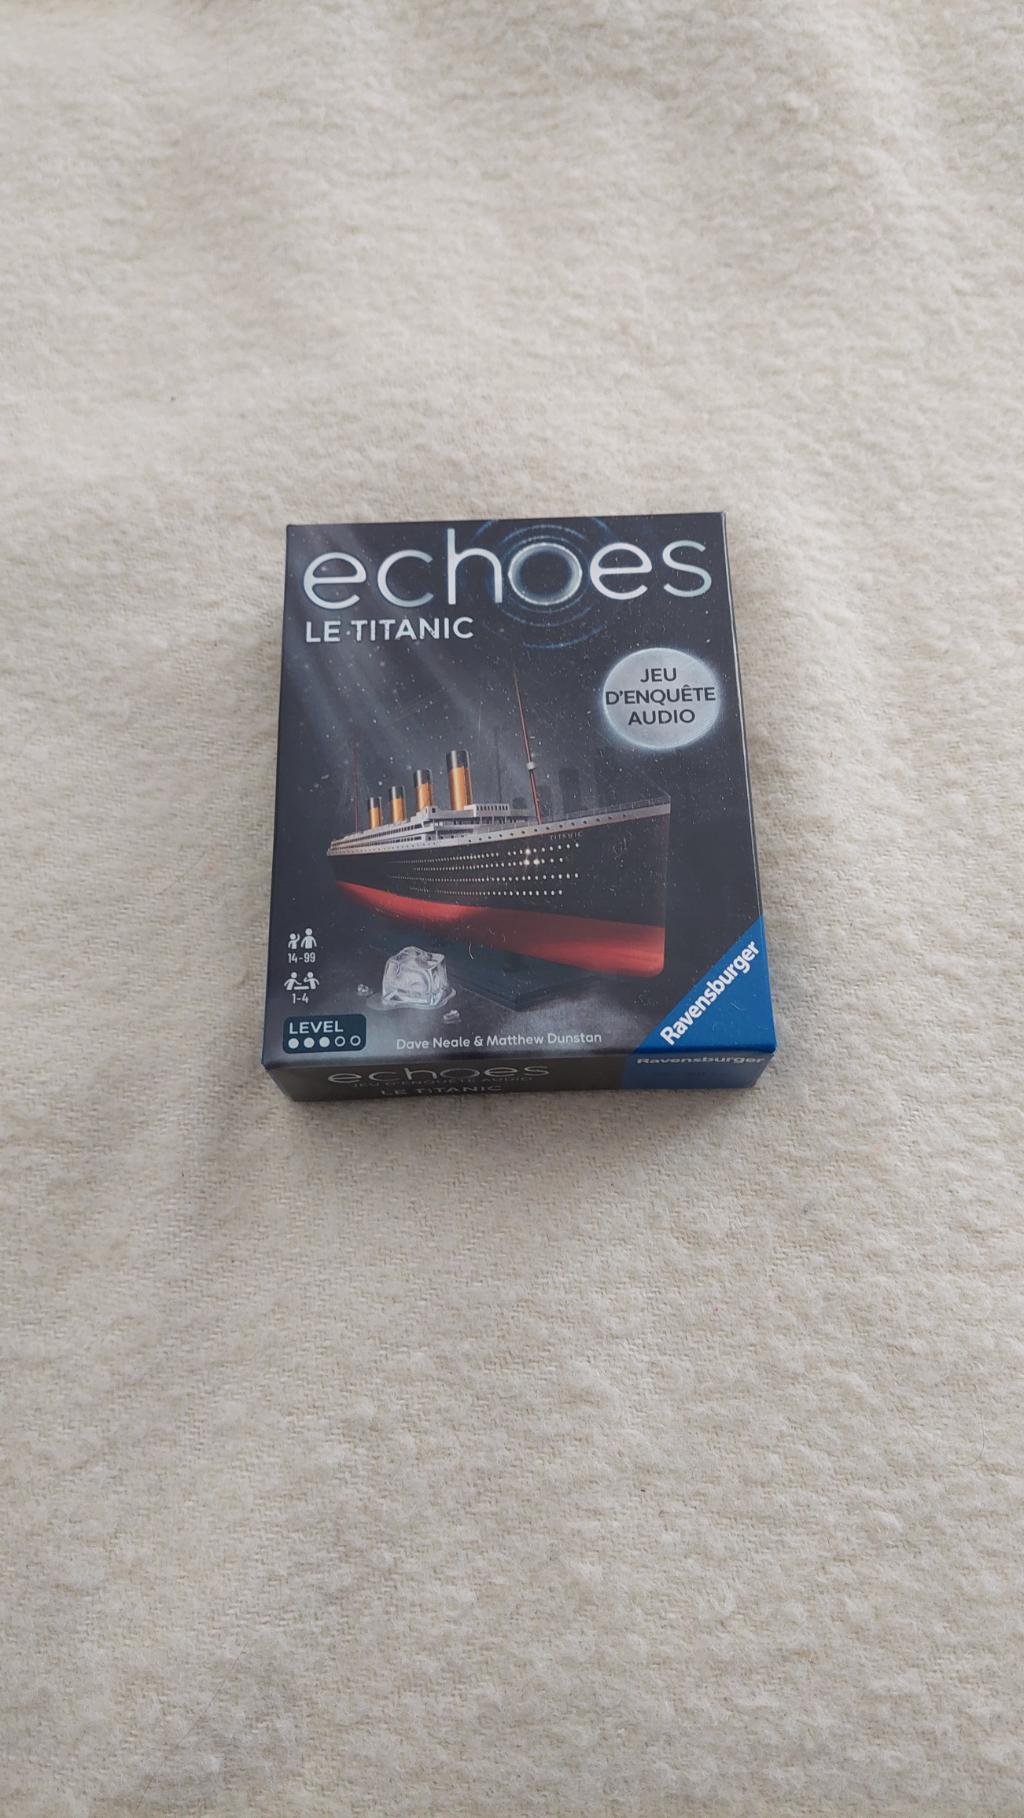 echoes
LE TITANIC
JEU
D'ENQUÊTE
AUDIO
TITANIC
14-99
1-4
LEVEL
Dave Neale & Matthew Dunstan
Ravensburger
echoes
JEU D'ENQUÊTE AUDIO
LE TITANIC
Ravensburger